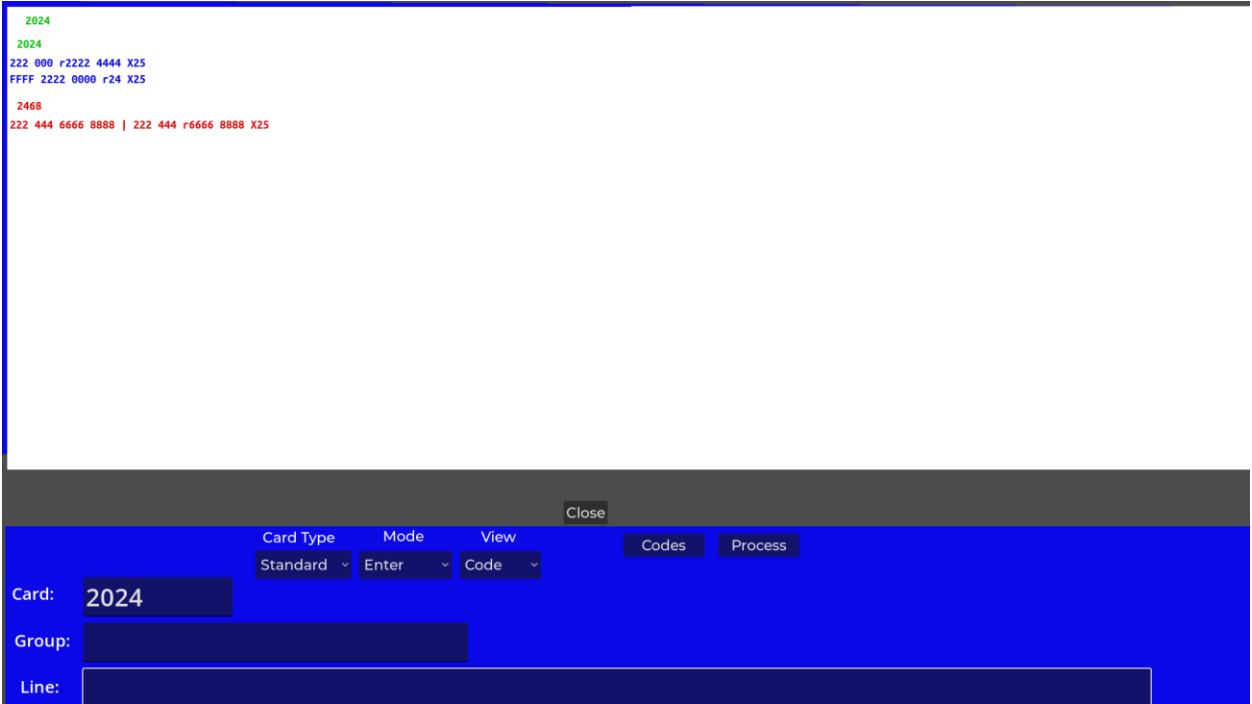 2024
2024
222 000 r2222 4444 X25
FFFF 2222 0000 r24 X25
2468
222 444 6666 8888 | 222 444 r6666 8888 X25
Close
Card Type Mode View
Codes Process
Standard Enter Code
Card: 2024
Group:
Line: